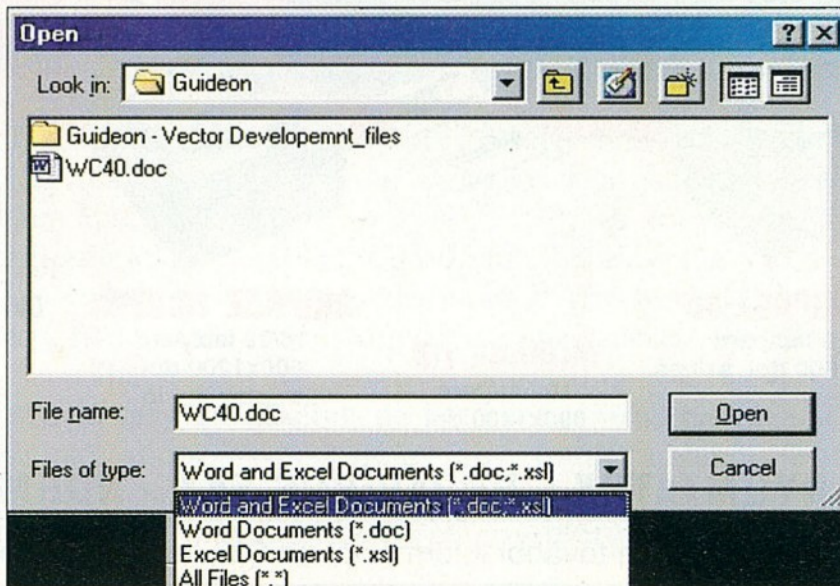 Open
Look in: Guideon
Guideon - Vector Developemnt_files
WC40.doc
File name: WC40.doc Open
Files of type: Word and Excel Documents (*.doc;*.xsl) Cancel
Word and Excel Documents (*.doc;*.xsl)
Word Documents (*.doc)
Excel Documents (*.xsl)
All Files (*.*)